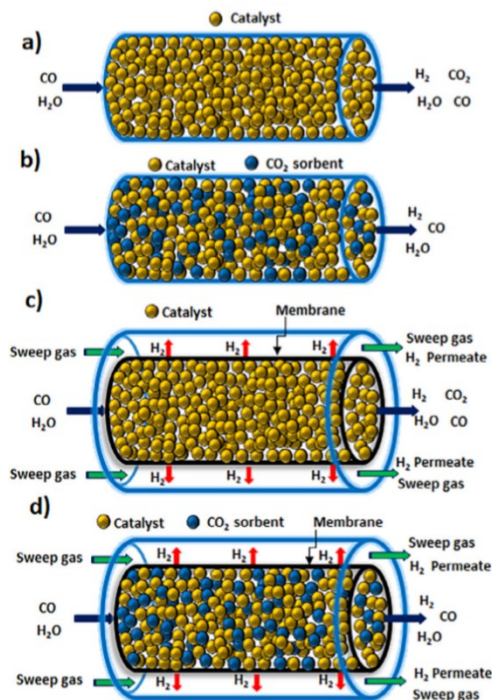 Catalyst
a)
CO
H₂O
H₂ CO₂
H₂O CO
b)
Catalyst CO₂ sorbent
CO
H₂O
H₂
CO
H₂O
c)
Catalyst Membrane
Sweep gas H₂ H₂ H₂ Sweep gas
H₂ Permeate
CO
H₂O
H₂ CO₂
H₂O CO
Sweep gas H₂ H₂ H₂ H₂ Permeate
Sweep gas
d)
Catalyst CO₂ sorbent Membrane
Sweep gas H₂ H₂ H₂ Sweep gas
H₂ Permeate
CO
H₂O
H₂
CO
H₂O
Sweep gas H₂ H₂ H₂ H₂ Permeate
Sweep gas